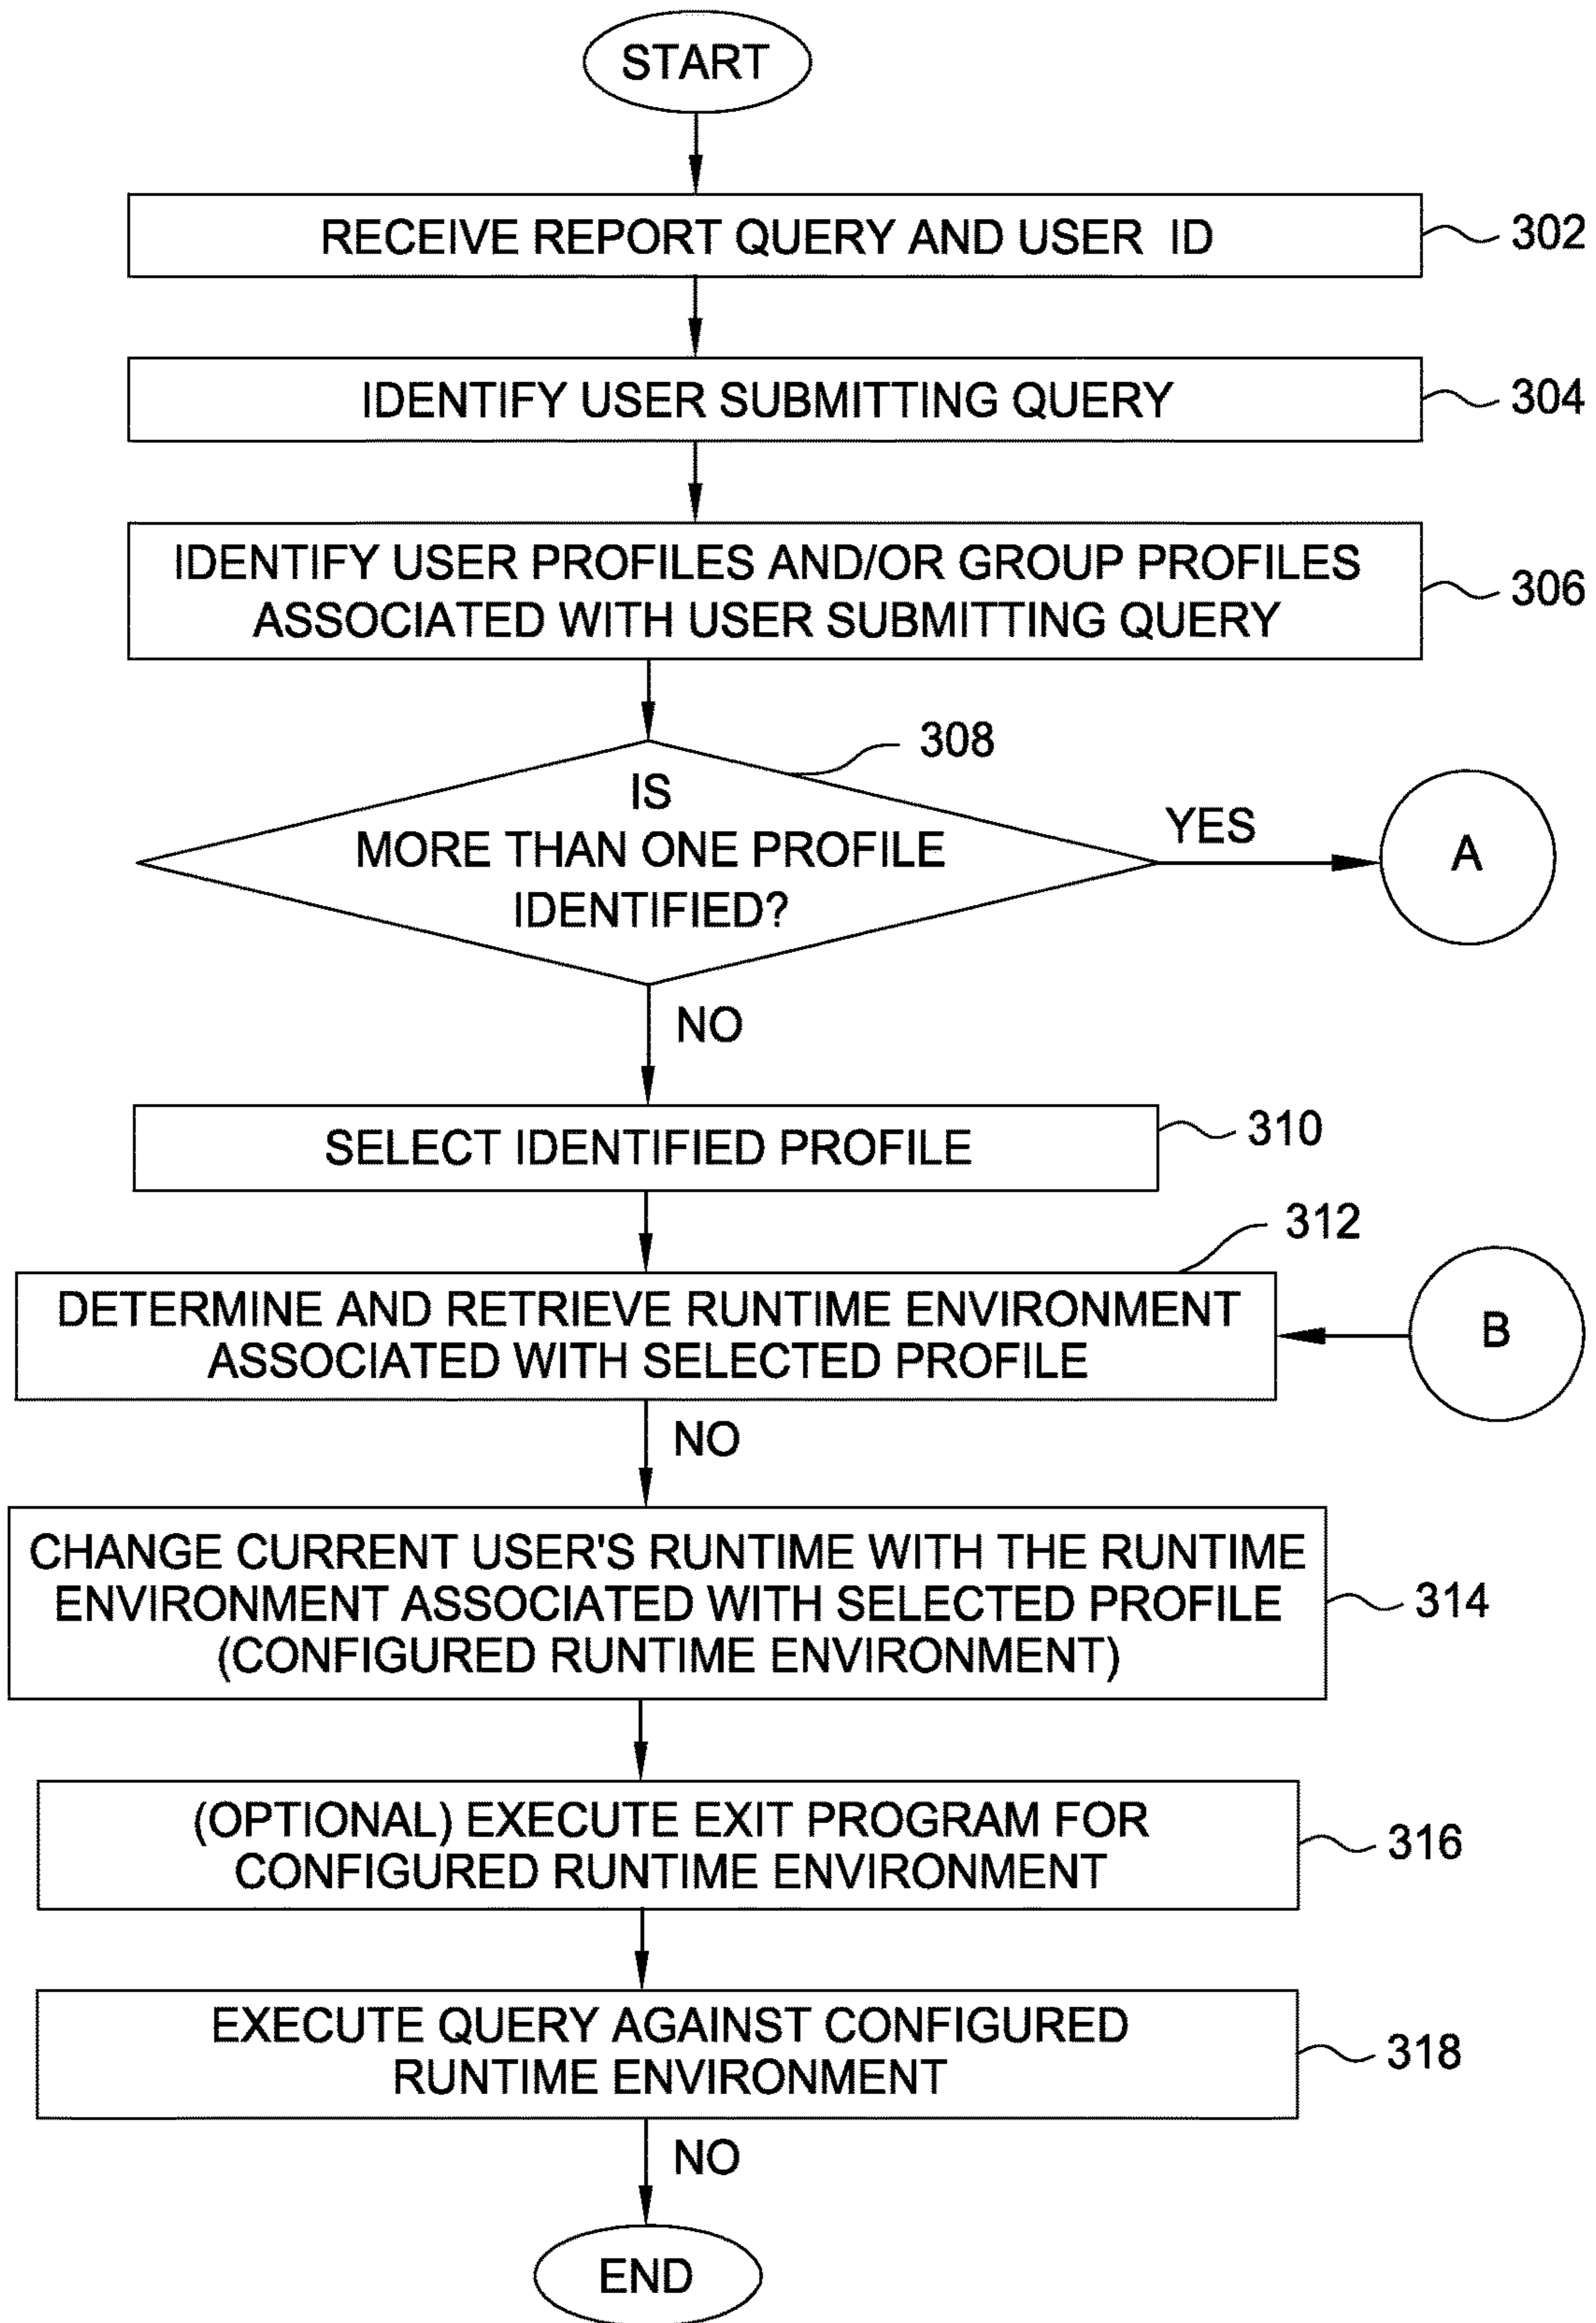 START
RECEIVE REPORT QUERY AND USER ID
302
IDENTIFY USER SUBMITTING QUERY
304
IDENTIFY USER PROFILES AND/OR GROUP PROFILES
ASSOCIATED WITH USER SUBMITTING QUERY
306
308
IS
MORE THAN ONE PROFILE
IDENTIFIED?
YES
A
NO
SELECT IDENTIFIED PROFILE
310
312
DETERMINE AND RETRIEVE RUNTIME ENVIRONMENT
ASSOCIATED WITH SELECTED PROFILE
B
NO
CHANGE CURRENT USER'S RUNTIME WITH THE RUNTIME
ENVIRONMENT ASSOCIATED WITH SELECTED PROFILE
(CONFIGURED RUNTIME ENVIRONMENT)
314
(OPTIONAL) EXECUTE EXIT PROGRAM FOR
CONFIGURED RUNTIME ENVIRONMENT
316
EXECUTE QUERY AGAINST CONFIGURED
RUNTIME ENVIRONMENT
318
NO
END